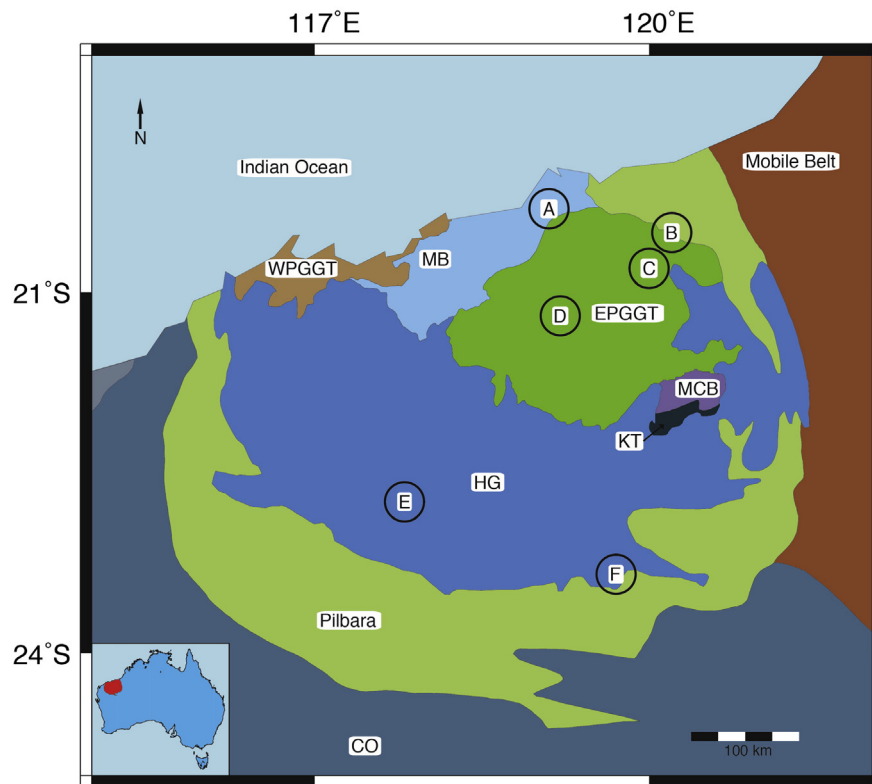 117°E 120°E
N
Indian Ocean
Mobile Belt
A
B
WPGGT
MB
C
21°S
D
EPGGT
MCB
KT
HG
E
F
Pilbara
24°S
CO
100 km